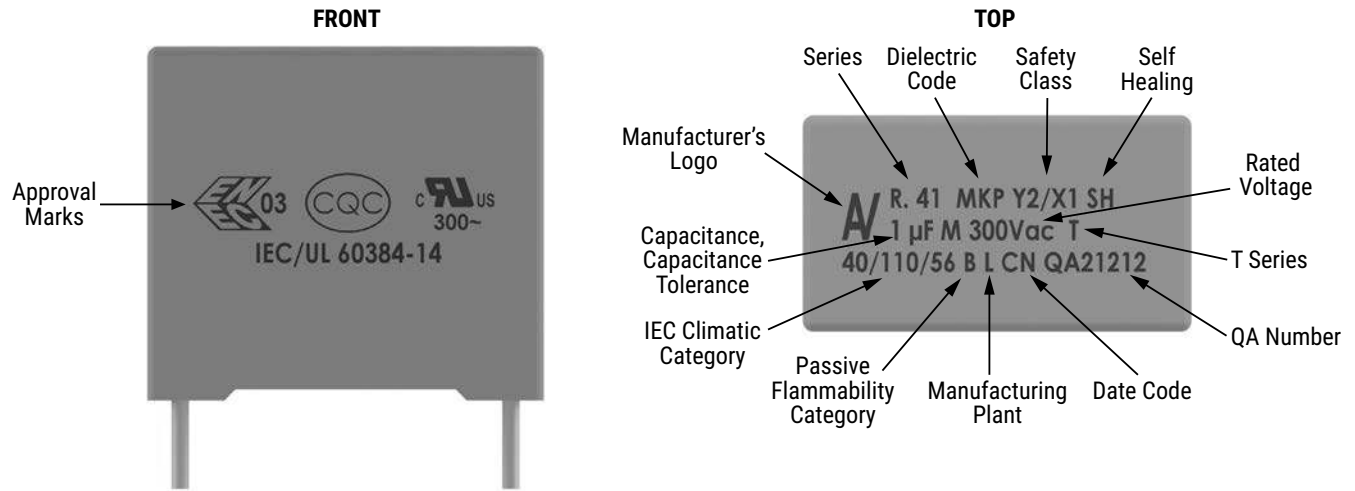 FRONT
Approval
Marks
ENEC 03
CQC
C RU US
300~
IEC/UL 60384-14
TOP
Series
Dielectric
Code
Safety
Class
Self
Healing
Manufacturer's
Logo
Rated
Voltage
R. 41 MKP Y2/X1 SH
1 µF M 300Vac T
40/110/56 B L CN QA21212
Capacitance,
Capacitance
Tolerance
T Series
IEC Climatic
Category
QA Number
Passive
Flammability
Category
Manufacturing
Plant
Date Code